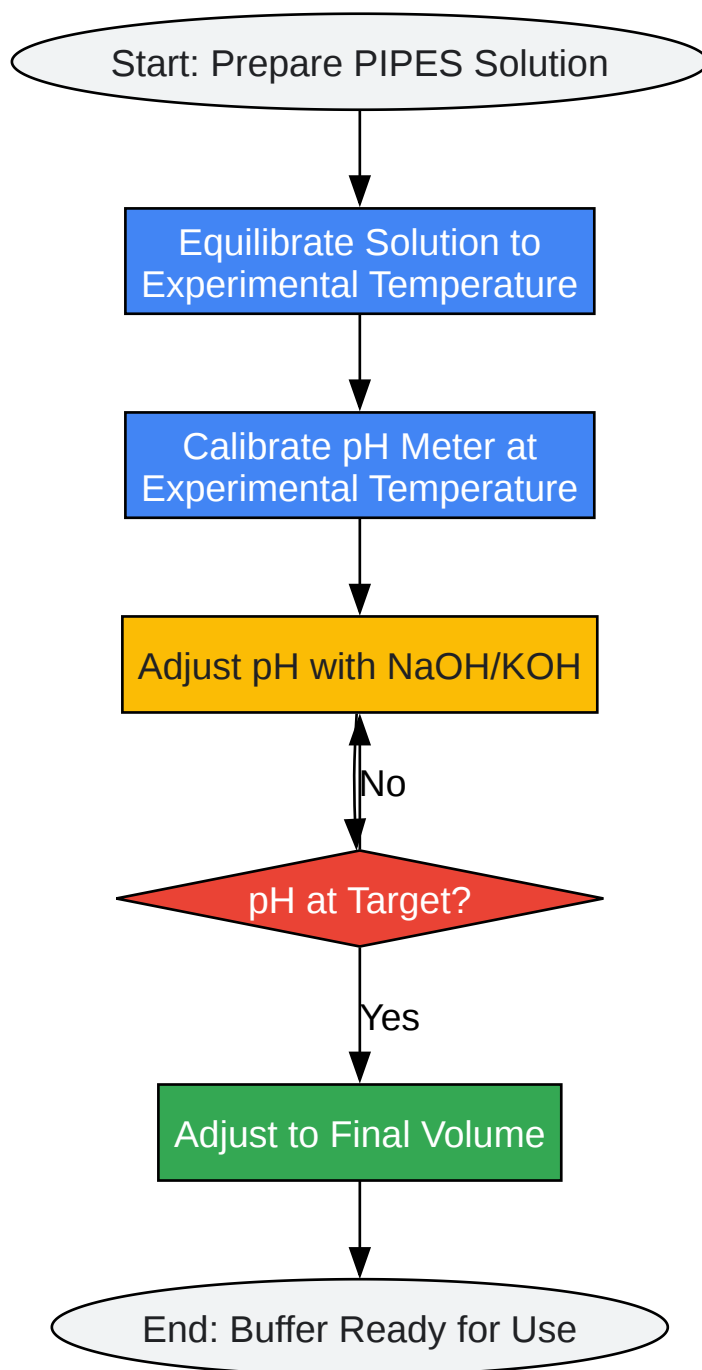 Start: Prepare PIPES Solution
Equilibrate Solution to
Experimental Temperature
Calibrate pH Meter at
Experimental Temperature
Adjust pH with NaOH/KOH
No
pH at Target?
Yes
Adjust to Final Volume
End: Buffer Ready for Use